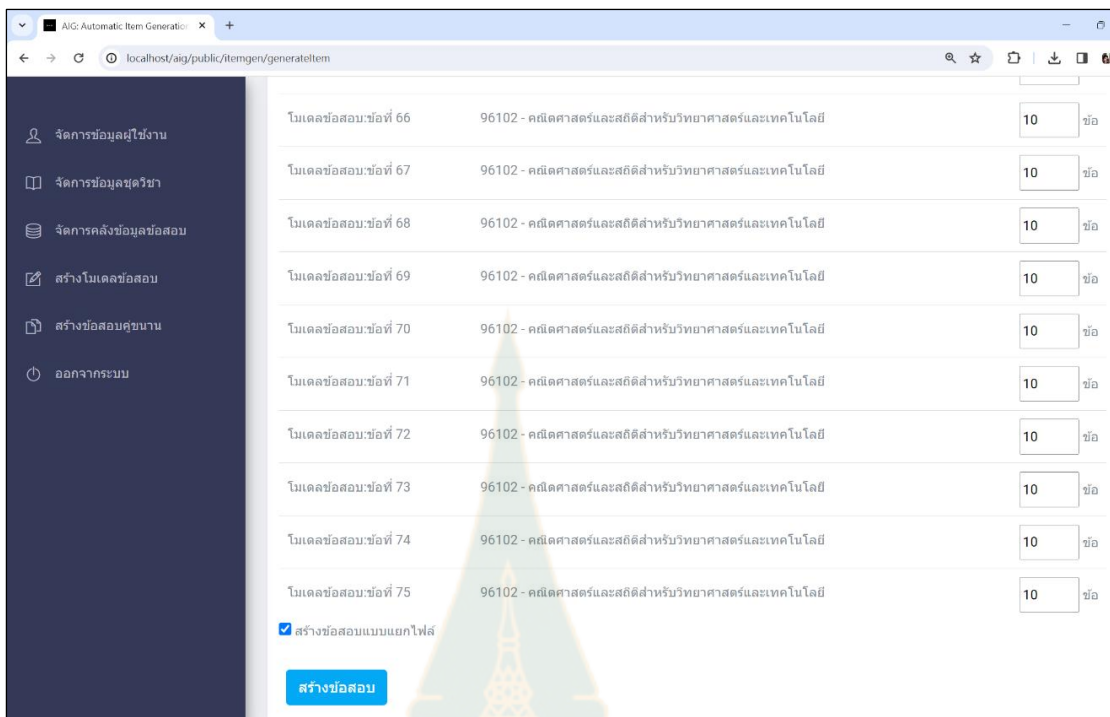 AIG: Automatic Item Generation
localhost/aig/public/itemgen/generateItem
จัดการข้อมูลผู้ใช้งาน
จัดการข้อมูลชุดวิชา
จัดการคลังข้อมูลข้อสอบ
สร้างโมเดลข้อสอบ
สร้างข้อสอบคู่ขนาน
ออกจากระบบ
โมเดลข้อสอบ:ข้อที่ 66 96102 - คณิตศาสตร์และสถิติสำหรับวิทยาศาสตร์และเทคโนโลยี 10 ข้อ
โมเดลข้อสอบ:ข้อที่ 67 96102 - คณิตศาสตร์และสถิติสำหรับวิทยาศาสตร์และเทคโนโลยี 10 ข้อ
โมเดลข้อสอบ:ข้อที่ 68 96102 - คณิตศาสตร์และสถิติสำหรับวิทยาศาสตร์และเทคโนโลยี 10 ข้อ
โมเดลข้อสอบ:ข้อที่ 69 96102 - คณิตศาสตร์และสถิติสำหรับวิทยาศาสตร์และเทคโนโลยี 10 ข้อ
โมเดลข้อสอบ:ข้อที่ 70 96102 - คณิตศาสตร์และสถิติสำหรับวิทยาศาสตร์และเทคโนโลยี 10 ข้อ
โมเดลข้อสอบ:ข้อที่ 71 96102 - คณิตศาสตร์และสถิติสำหรับวิทยาศาสตร์และเทคโนโลยี 10 ข้อ
โมเดลข้อสอบ:ข้อที่ 72 96102 - คณิตศาสตร์และสถิติสำหรับวิทยาศาสตร์และเทคโนโลยี 10 ข้อ
โมเดลข้อสอบ:ข้อที่ 73 96102 - คณิตศาสตร์และสถิติสำหรับวิทยาศาสตร์และเทคโนโลยี 10 ข้อ
โมเดลข้อสอบ:ข้อที่ 74 96102 - คณิตศาสตร์และสถิติสำหรับวิทยาศาสตร์และเทคโนโลยี 10 ข้อ
โมเดลข้อสอบ:ข้อที่ 75 96102 - คณิตศาสตร์และสถิติสำหรับวิทยาศาสตร์และเทคโนโลยี 10 ข้อ
สร้างข้อสอบแบบแยกไฟล์
สร้างข้อสอบ